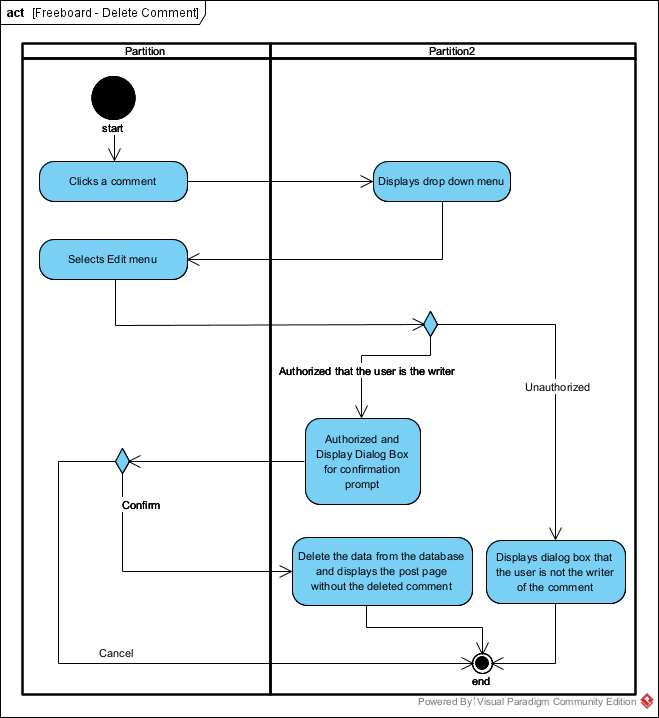 act [Freeboard - Delete Comment]
Partition
Partition2
start
Clicks a comment
Displays drop down menu
Selects Edit menu
Authorized that the user is the writer
Unauthorized
Authorized and
Display Dialog Box
for confirmation
prompt
Confirm
Delete the data from the database
and displays the post page
without the deleted comment
Displays dialog box that
the user is not the writer
of the comment
Cancel
end
Powered By Visual Paradigm Community Edition